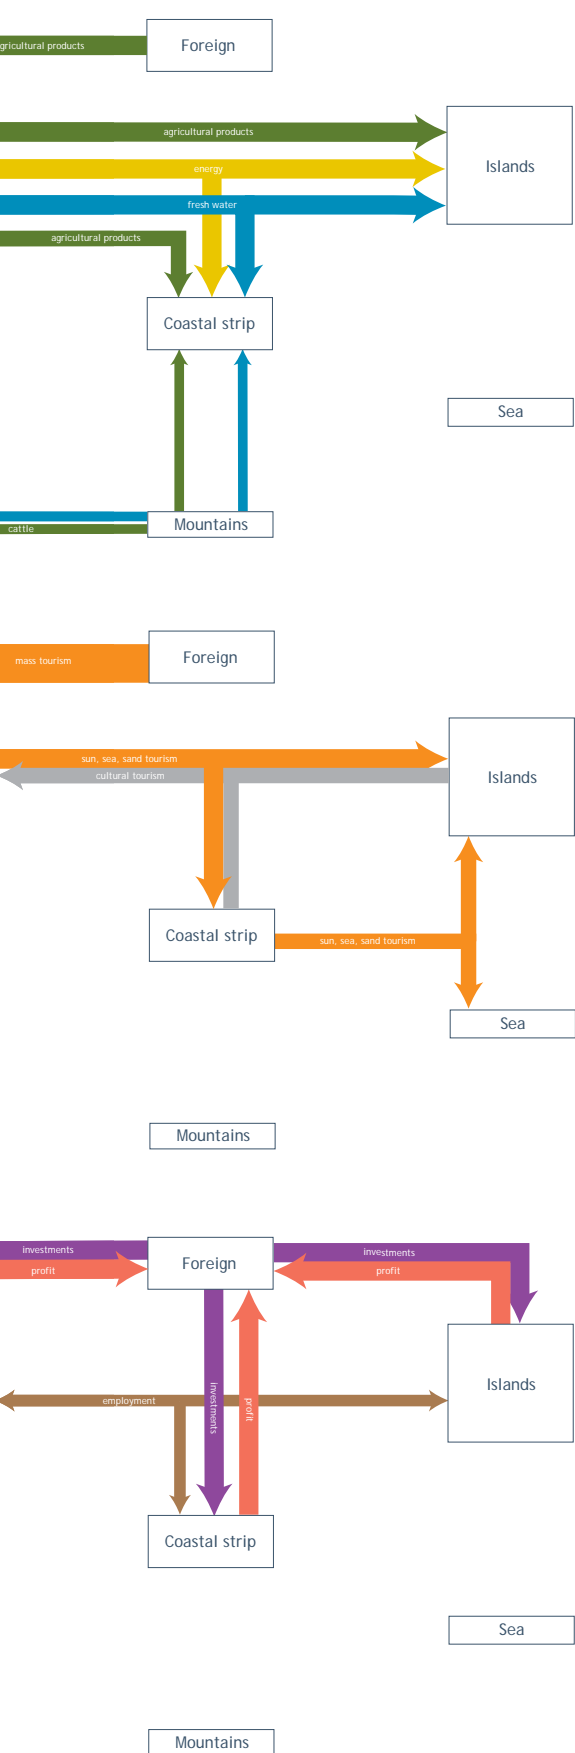 gricultural products
Foreign
agricultural products
Islands
energy
fresh water
agricultural products
Coastal strip
Sea
Mountains
cattle
Foreign
mass tourism
sun, sea, sand tourism
cultural tourism
Islands
Coastal strip
sun, sea, sand tourism
Sea
Mountains
investments
Foreign
investments
profit
profit
Islands
employment
investments
profit
Coastal strip
Sea
Mountains